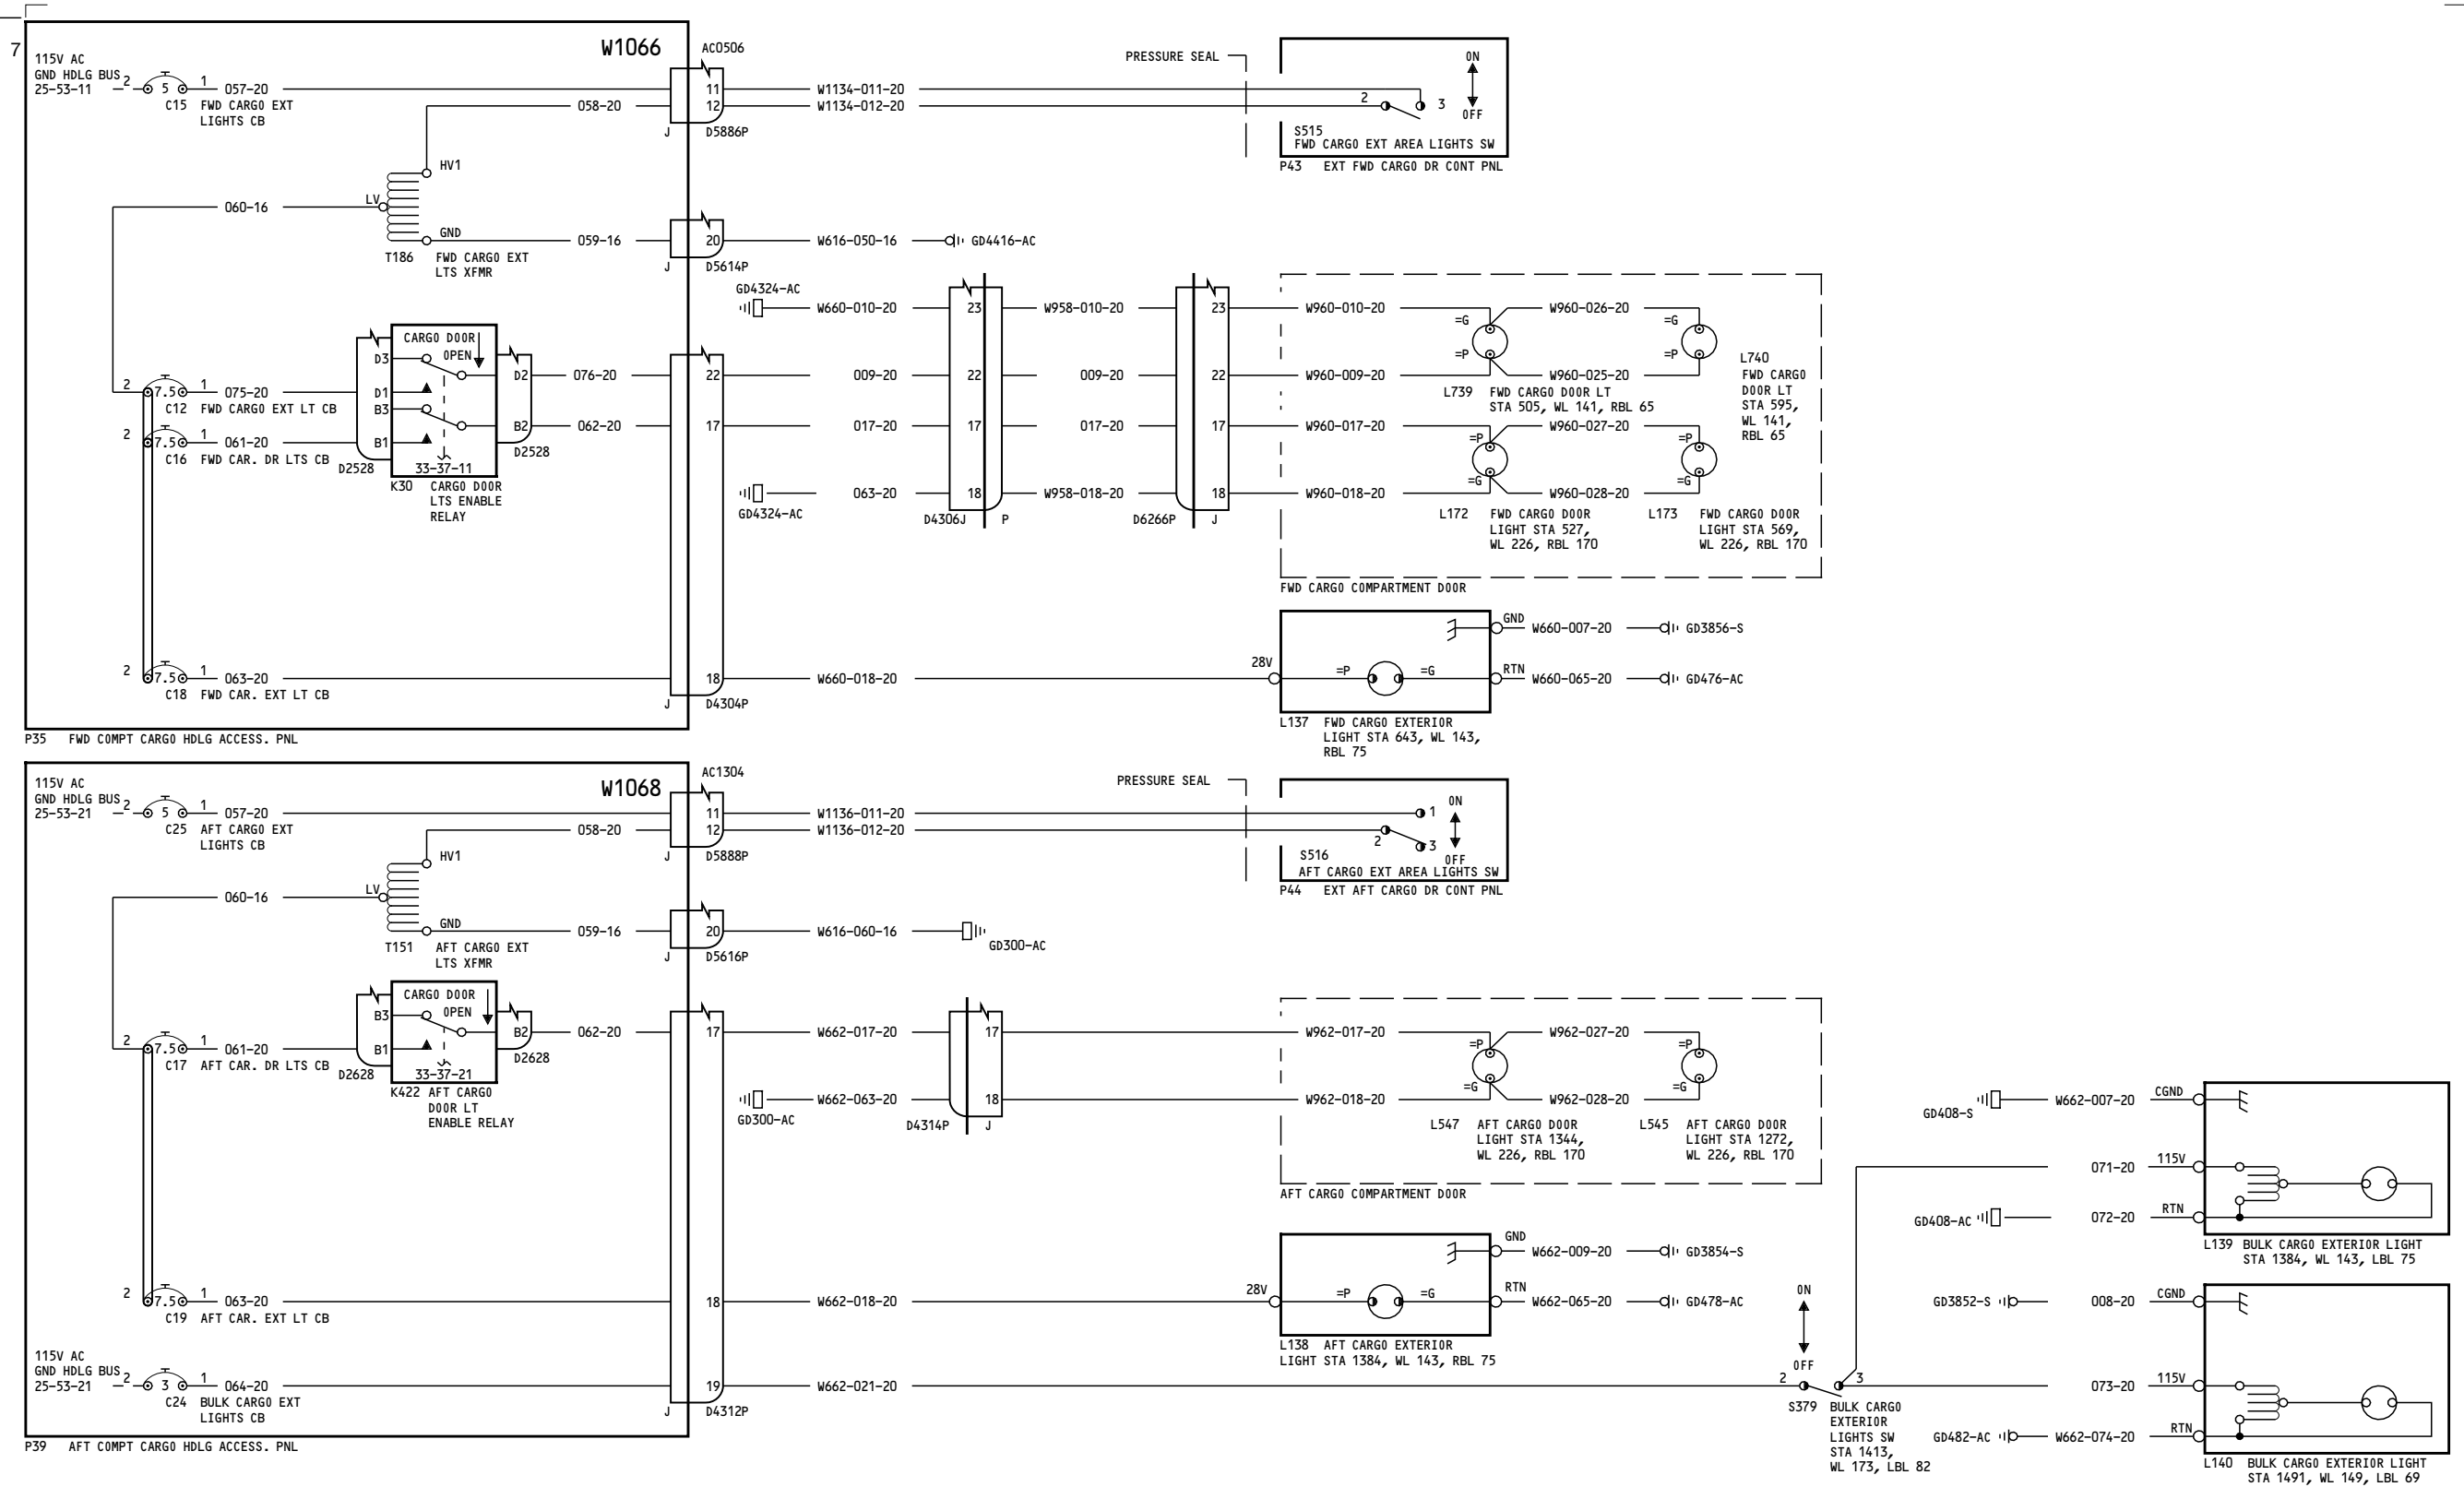 7
115V AC
GND HDLG BUS
25-53-11
2
5
1
057-20
C15 FWD CARGO EXT
LIGHTS CB
W1066
AC0506
058-20
11
12
J
D5886P
W1134-011-20
W1134-012-20
PRESSURE SEAL
2
3
ON
OFF
S515
FWD CARGO EXT AREA LIGHTS SW
P43 EXT FWD CARGO DR CONT PNL
HV1
060-16
LV
GND
059-16
20
W616-050-16
GD4416-AC
T186 FWD CARGO EXT
LTS XFMR
J
D5614P
GD4324-AC
W660-010-20
23
W958-010-20
23
W960-010-20
=G
W960-026-20
=G
CARGO DOOR
OPEN
D3
D2
076-20
22
009-20
22
009-20
22
W960-009-20
=P
W960-025-20
=P
L740
FWD CARGO
DOOR LT
STA 595,
WL 141,
RBL 65
2
7.5
1
075-20
D1
C12 FWD CARGO EXT LT CB
B3
L739 FWD CARGO DOOR LT
STA 505, WL 141, RBL 65
B2
062-20
17
017-20
17
017-20
17
W960-017-20
=P
W960-027-20
=P
2
7.5
1
061-20
B1
C16 FWD CAR. DR LTS CB
D2528
33-37-11
D2528
K30 CARGO DOOR
LTS ENABLE
RELAY
GD4324-AC
063-20
18
W958-018-20
18
W960-018-20
=G
W960-028-20
=G
D4306J
P
D6266P
J
L172 FWD CARGO DOOR
LIGHT STA 527,
WL 226, RBL 170
L173 FWD CARGO DOOR
LIGHT STA 569,
WL 226, RBL 170
FWD CARGO COMPARTMENT DOOR
GND
W660-007-20
GD3856-S
2
7.5
1
063-20
C18 FWD CAR. EXT LT CB
18
J
D4304P
W660-018-20
28V
=P
=G
RTN
W660-065-20
GD476-AC
L137 FWD CARGO EXTERIOR
LIGHT STA 643, WL 143,
RBL 75
P35 FWD COMPT CARGO HDLG ACCESS. PNL
115V AC
GND HDLG BUS
25-53-21
2
5
1
057-20
C25 AFT CARGO EXT
LIGHTS CB
W1068
AC1304
058-20
11
12
J
D5888P
W1136-011-20
W1136-012-20
PRESSURE SEAL
1
2
3
ON
OFF
S516
AFT CARGO EXT AREA LIGHTS SW
P44 EXT AFT CARGO DR CONT PNL
HV1
060-16
LV
GND
059-16
20
W616-060-16
GD300-AC
T151 AFT CARGO EXT
LTS XFMR
J
D5616P
CARGO DOOR
OPEN
B3
B2
062-20
17
W662-017-20
17
W962-017-20
=P
W962-027-20
=P
2
7.5
1
061-20
B1
C17 AFT CAR. DR LTS CB
D2628
33-37-21
D2628
K422 AFT CARGO
DOOR LT
ENABLE RELAY
GD300-AC
W662-063-20
18
W962-018-20
=G
W962-028-20
=G
D4314P
J
L547 AFT CARGO DOOR
LIGHT STA 1344,
WL 226, RBL 170
L545 AFT CARGO DOOR
LIGHT STA 1272,
WL 226, RBL 170
AFT CARGO COMPARTMENT DOOR
GD408-S
W662-007-20
CGND
071-20
115V
GD408-AC
072-20
RTN
L139 BULK CARGO EXTERIOR LIGHT
STA 1384, WL 143, LBL 75
GND
W662-009-20
GD3854-S
2
7.5
1
063-20
C19 AFT CAR. EXT LT CB
18
W662-018-20
28V
=P
=G
RTN
W662-065-20
GD478-AC
L138 AFT CARGO EXTERIOR
LIGHT STA 1384, WL 143, RBL 75
ON
OFF
GD3852-S
008-20
CGND
115V AC
GND HDLG BUS
25-53-21
2
3
1
064-20
C24 BULK CARGO EXT
LIGHTS CB
19
J
D4312P
W662-021-20
2
3
073-20
115V
S379 BULK CARGO
EXTERIOR
LIGHTS SW
STA 1413,
WL 173, LBL 82
GD482-AC
W662-074-20
RTN
L140 BULK CARGO EXTERIOR LIGHT
STA 1491, WL 149, LBL 69
P39 AFT COMPT CARGO HDLG ACCESS. PNL